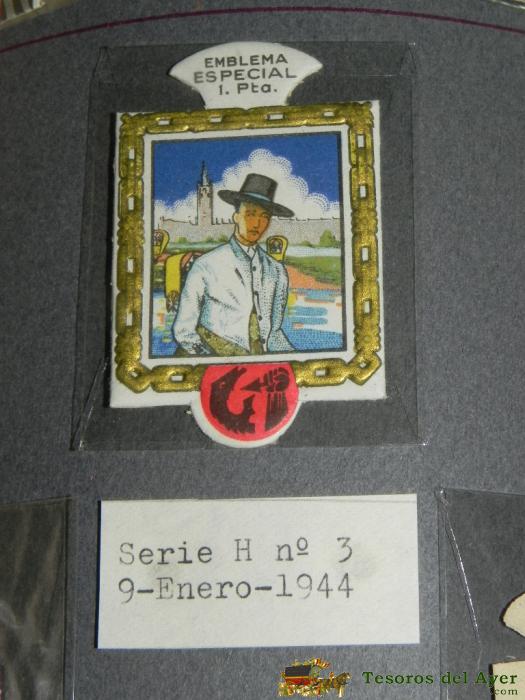 EMBLEMA
ESPECIAL
1. Pta.
Serie H nº 3
9-Enero-1944
Tesoros del Ayer
.com